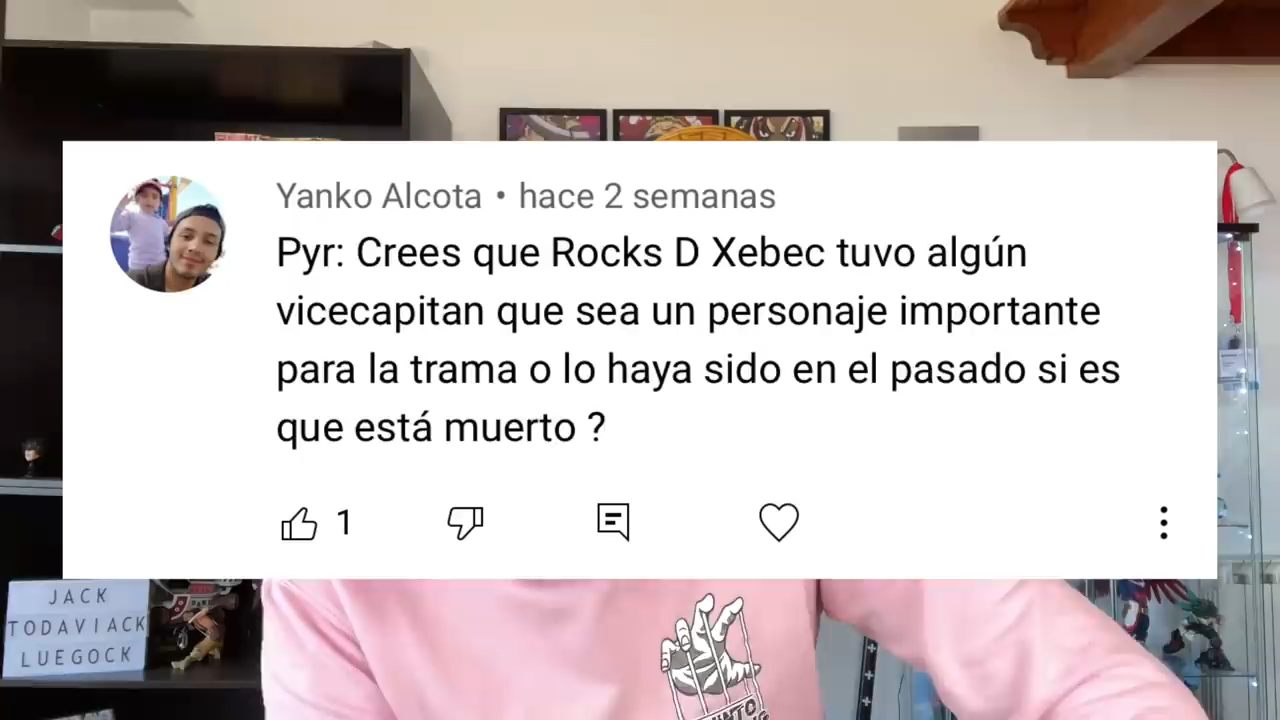 Yanko Alcota • hace 2 semanas
Pyr: Crees que Rocks D Xebec tuvo algún
vicecapitan que sea un personaje importante
para la trama o lo haya sido en el pasado si es
que está muerto ?
1
JACK
TODAVIACK
LUEGOCK